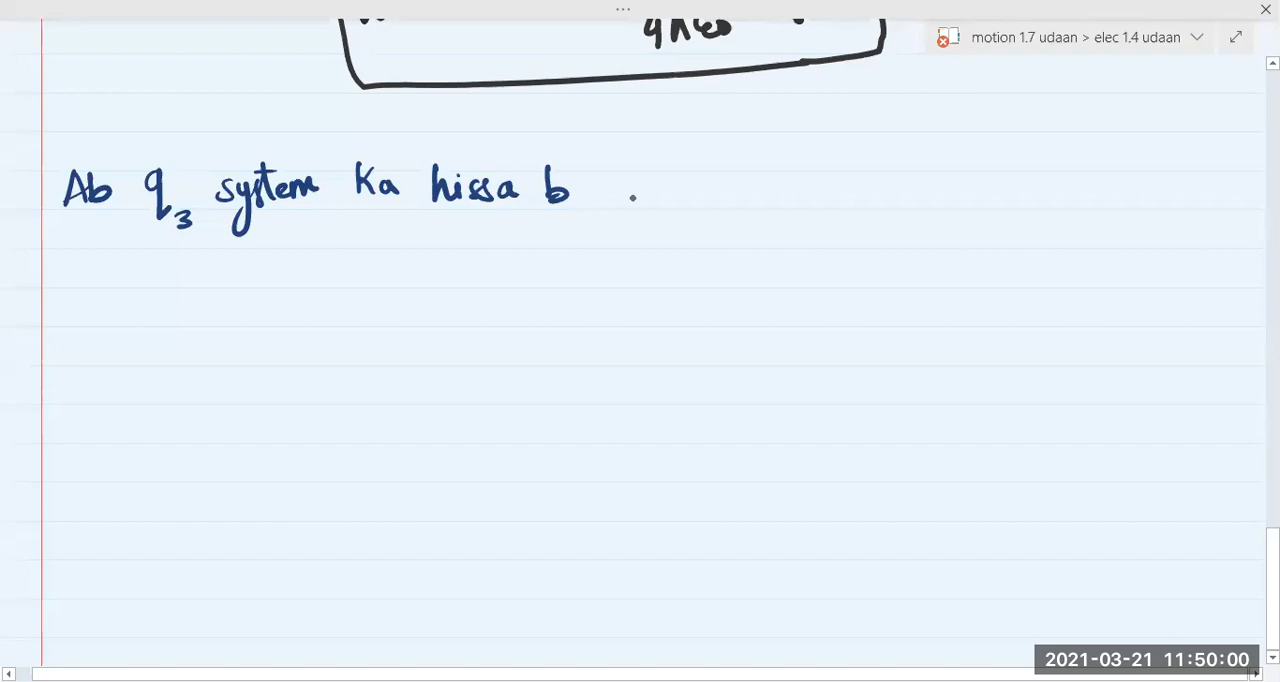 ...
4πε₀
motion 1.7 udaan > elec 1.4 udaan
Ab q₃ system Ka hissa b
2021-03-21 11:50:00